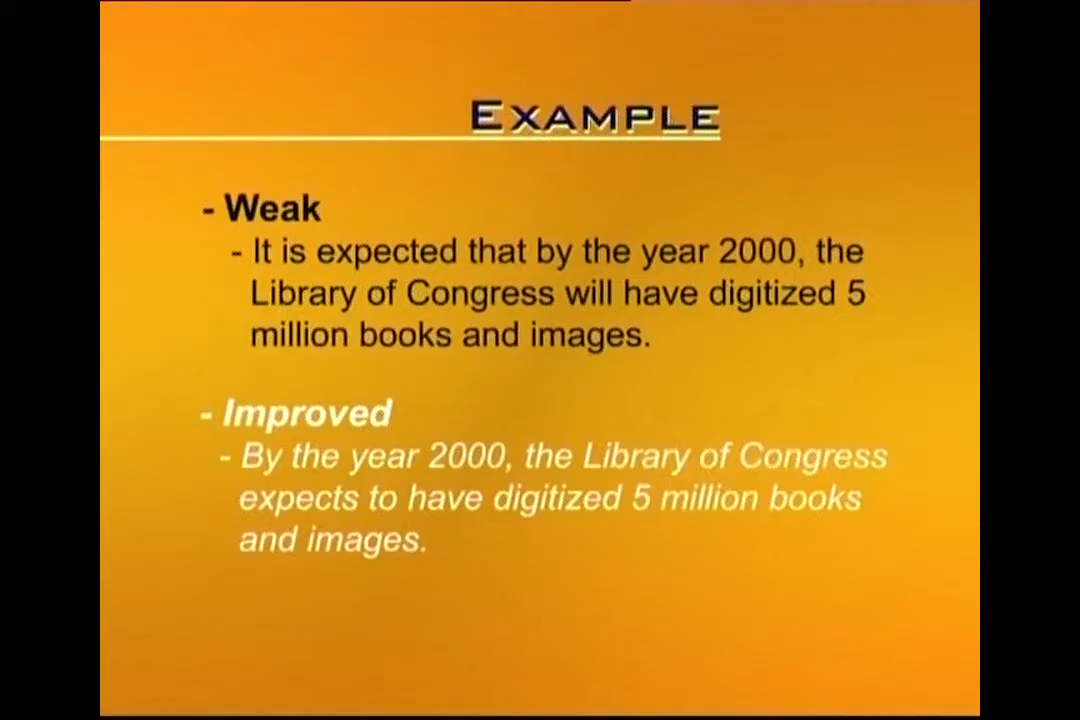 EXAMPLE
- Weak
- It is expected that by the year 2000, the
Library of Congress will have digitized 5
million books and images.
- Improved
- By the year 2000, the Library of Congress
expects to have digitized 5 million books
and images.